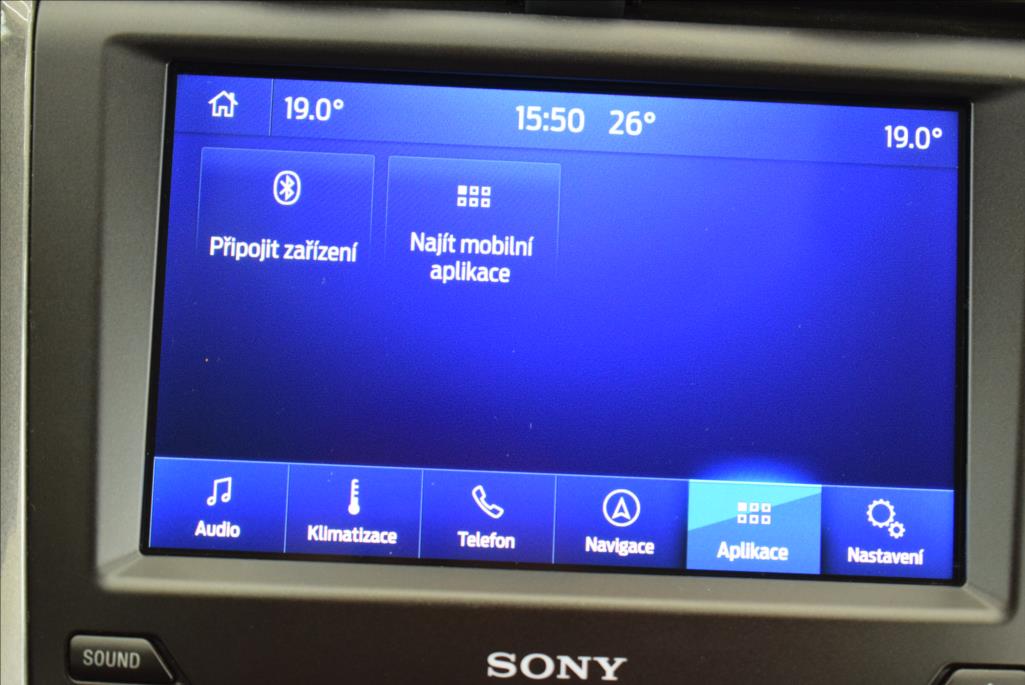 19.0° 15:50 26° 19.0°
Připojit zařízení
Najít mobilní
aplikace
Audio Klimatizace Telefon Navigace Aplikace Nastavení
SOUND SONY